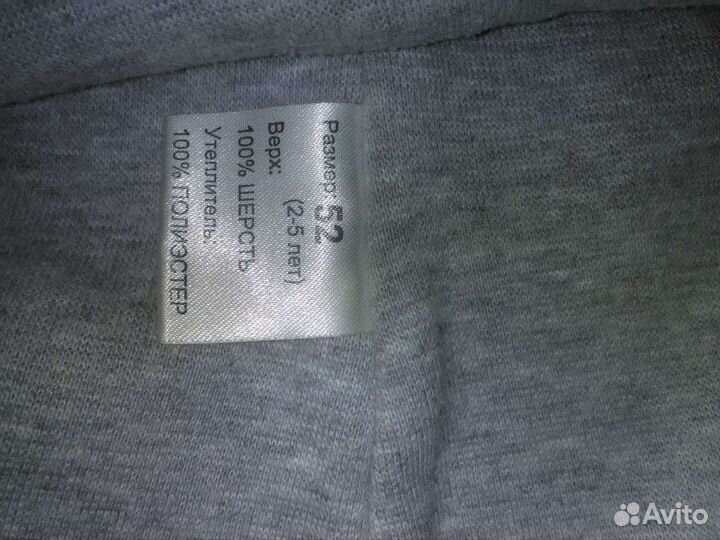 Размер: 52
(2-5 лет)
Верх:
100% ШЕРСТЬ
Утеплитель:
100% ПОЛИЭСТЕР
Avito